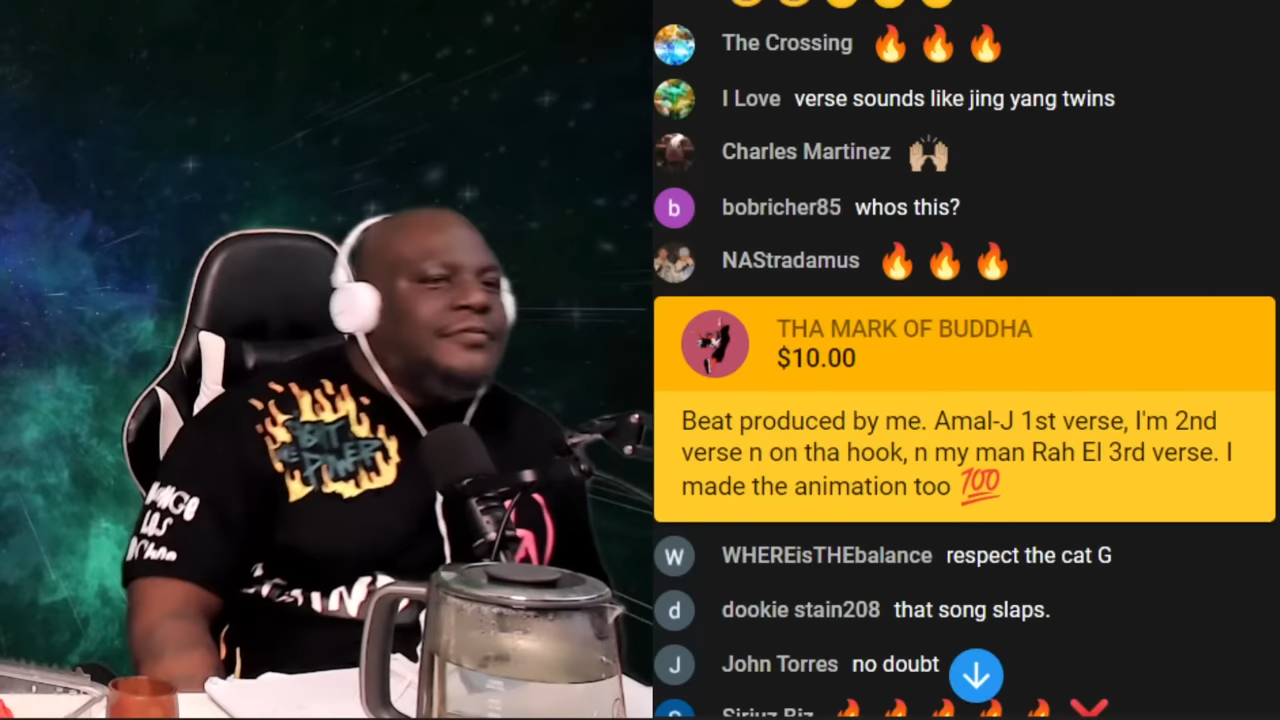 The Crossing 🔥🔥🔥
I Love verse sounds like jing yang twins
Charles Martinez 🙌🏼
b bobricher85 whos this?
NAStradamus 🔥🔥🔥
THA MARK OF BUDDHA
$10.00
Beat produced by me. Amal-J 1st verse, I'm 2nd
verse n on tha hook, n my man Rah El 3rd verse. I
made the animation too 💯
W WHEREisTHEbalance respect the cat G
d dookie stain208 that song slaps.
J John Torres no doubt
POWER